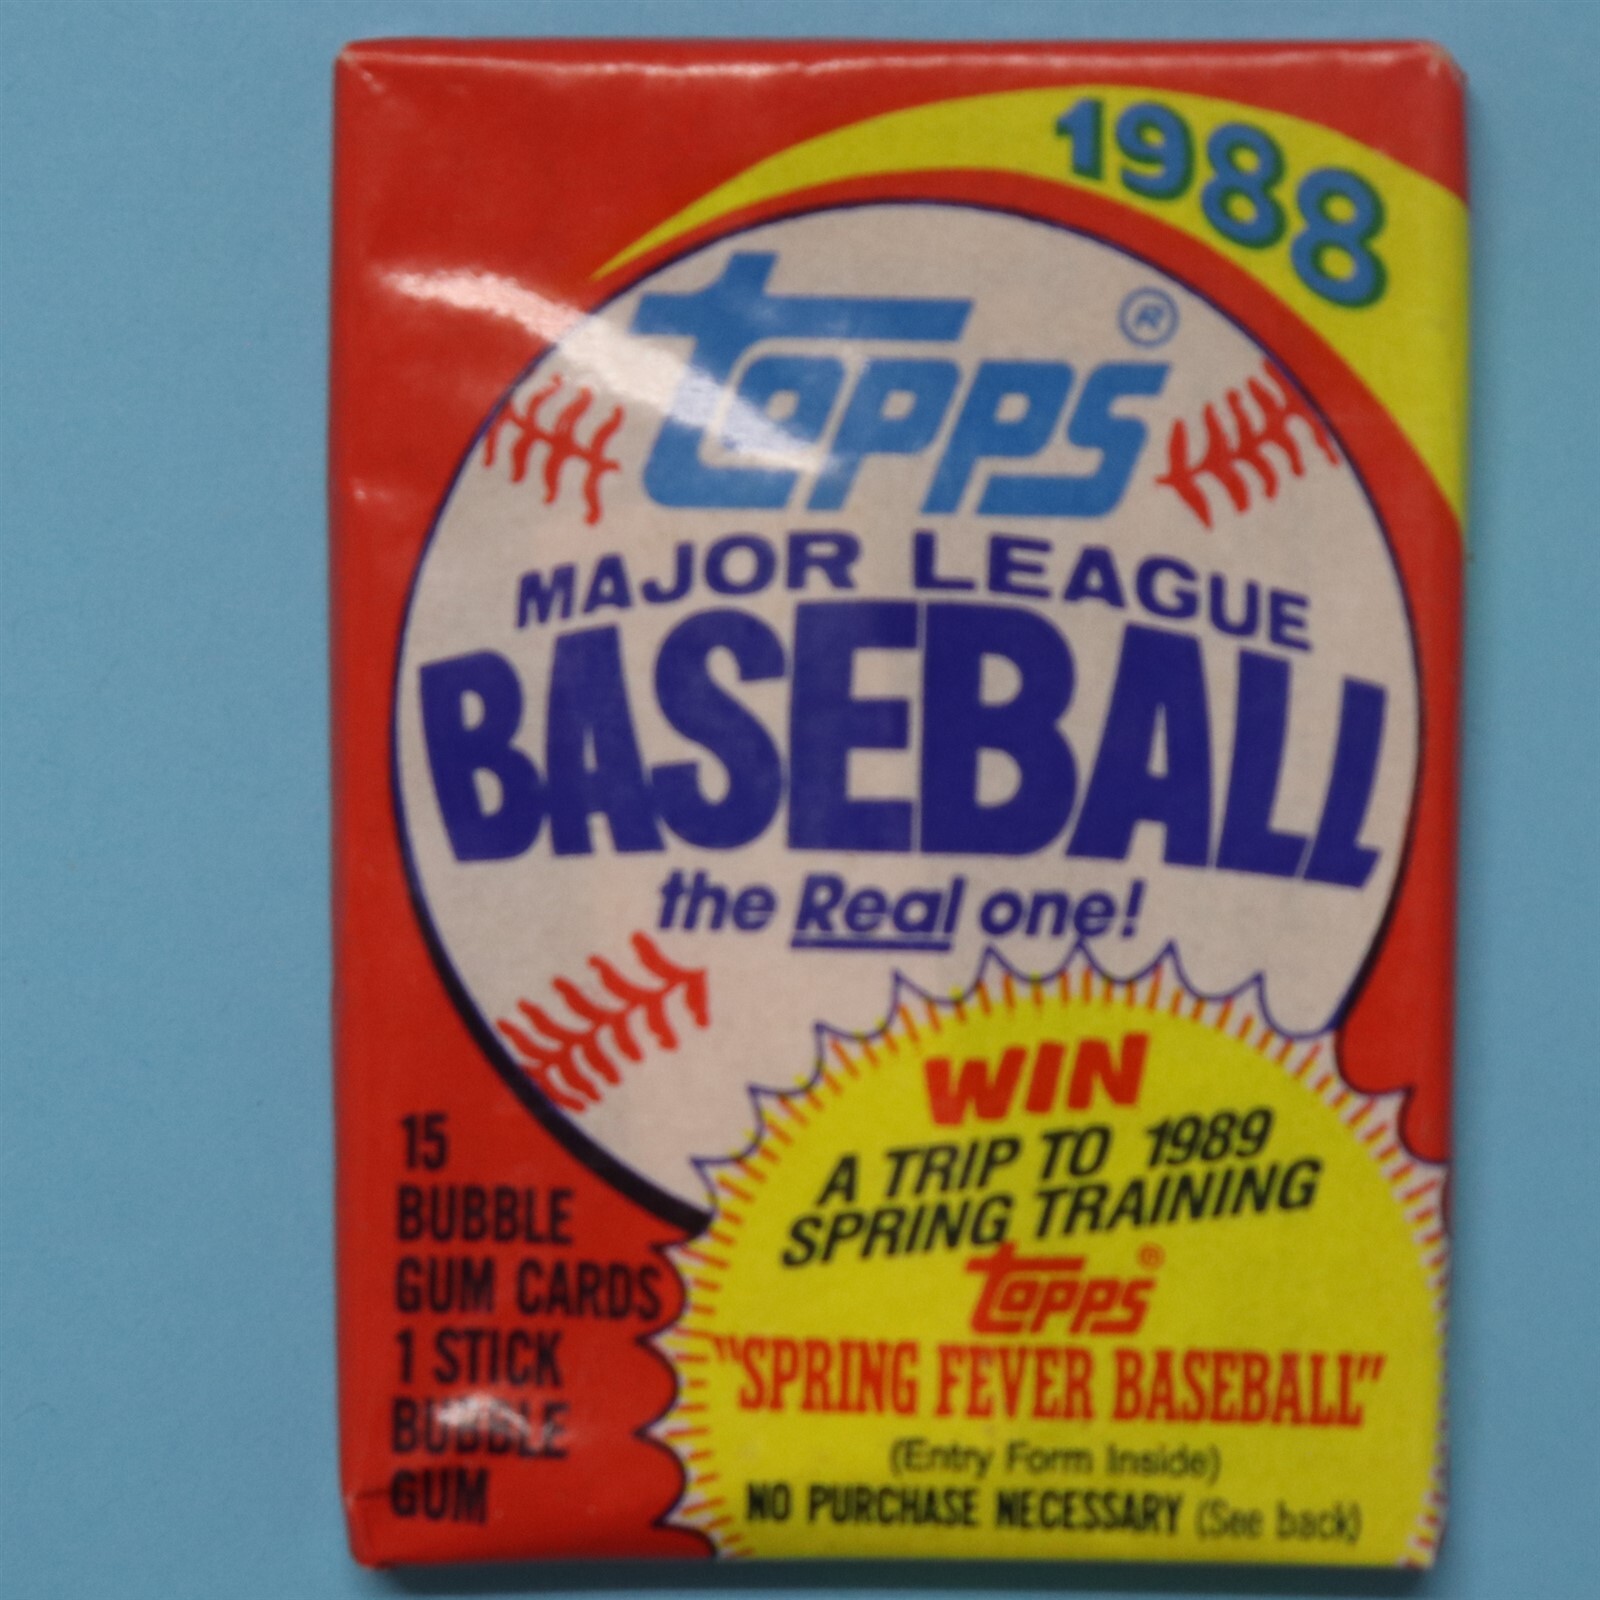 1988
Topps®
MAJOR LEAGUE
BASEBALL
the Real one!
15
BUBBLE
GUM CARDS
1 STICK
BUBBLE
GUM
WIN
A TRIP TO 1989
SPRING TRAINING
Topps®
"SPRING FEVER BASEBALL"
(Entry Form Inside)
NO PURCHASE NECESSARY (See back)